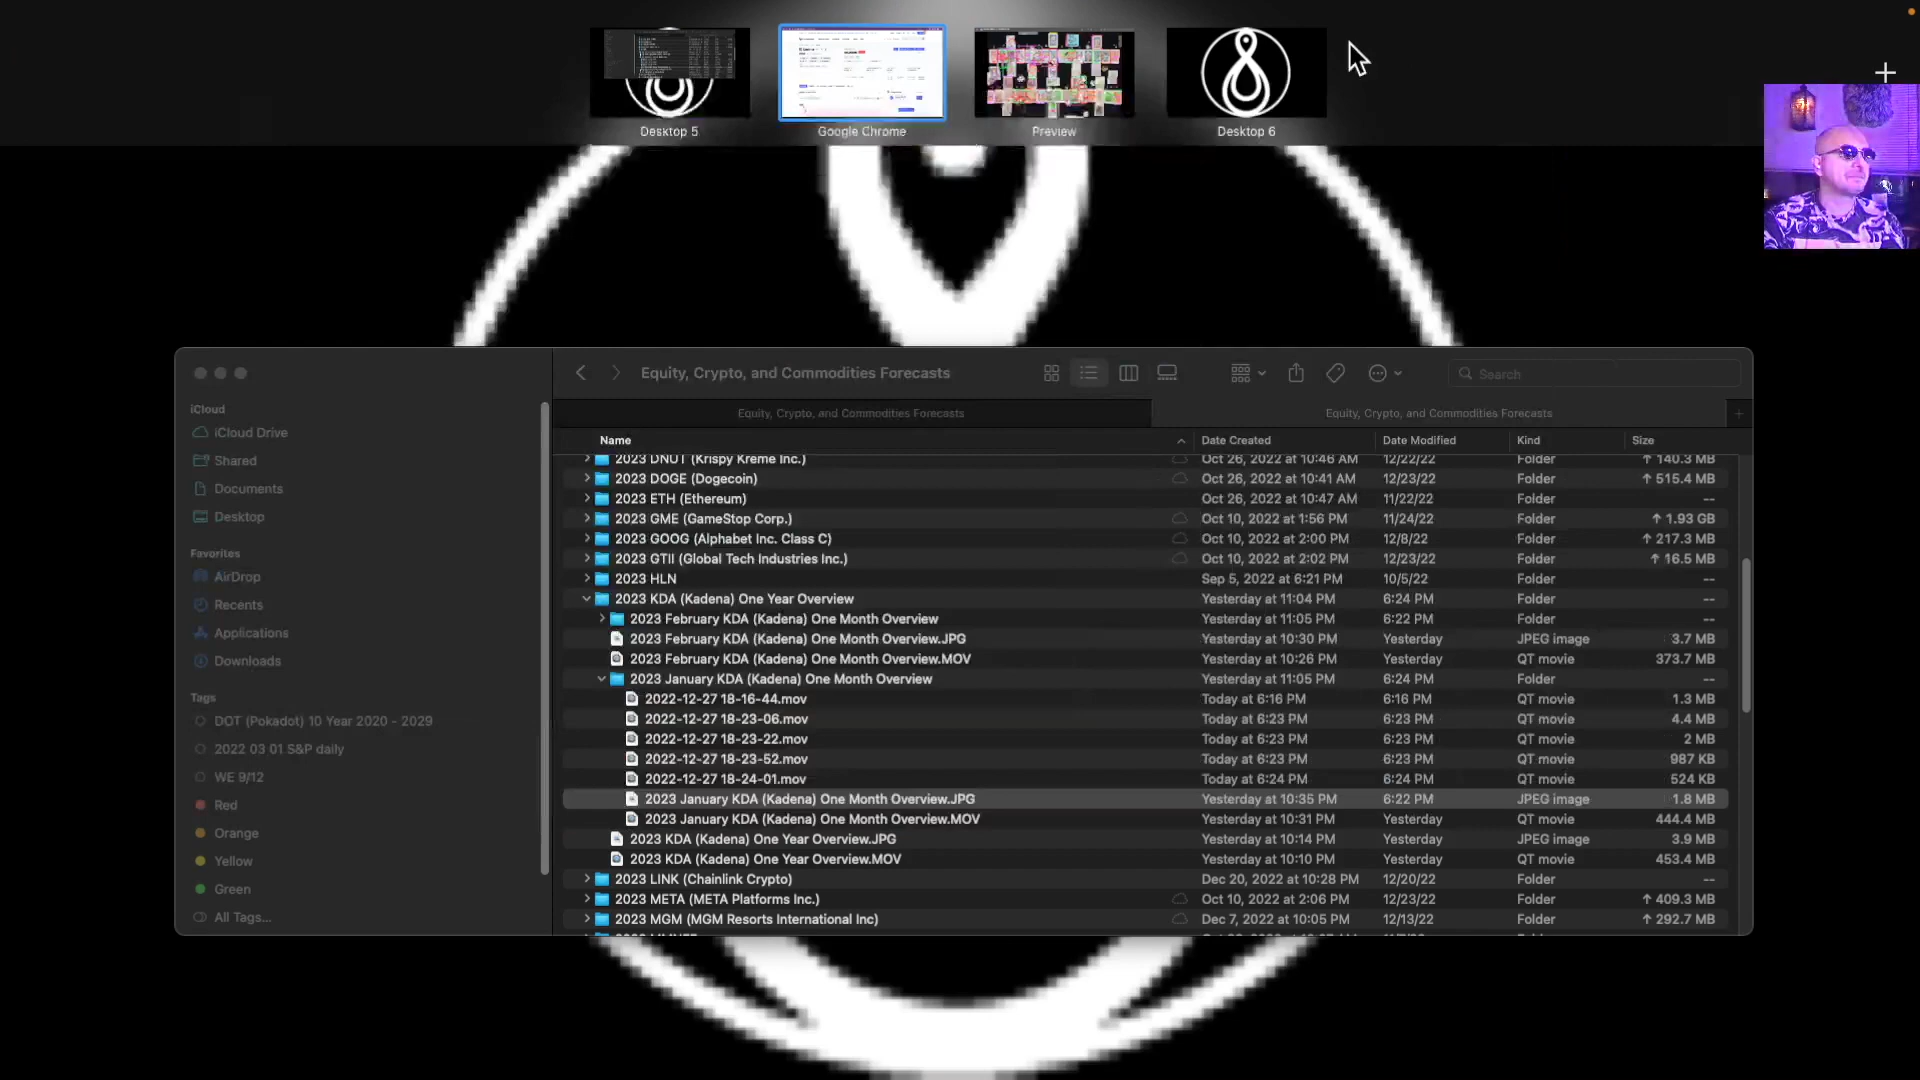 Desktop 5
Google Chrome
Preview
Desktop 6
Equity, Crypto, and Commodities Forecasts
Search
Equity, Crypto, and Commodities Forecasts
Equity, Crypto, and Commodities Forecasts
iCloud
iCloud Drive
Shared
Documents
Desktop
Favorites
AirDrop
Recents
Applications
Downloads
Tags
DOT (Pokadot) 10 Year 2020 - 2029
2022 03 01 S&P daily
WE 9/12
Red
Orange
Yellow
Green
All Tags...
Name Date Created Date Modified Kind Size
2023 DNUT (Krispy Kreme Inc.) Oct 26, 2022 at 10:46 AM 12/22/22 Folder ↑ 140.3 MB
2023 DOGE (Dogecoin) Oct 26, 2022 at 10:41 AM 12/23/22 Folder ↑ 515.4 MB
2023 ETH (Ethereum) Oct 26, 2022 at 10:47 AM 11/22/22 Folder --
2023 GME (GameStop Corp.) Oct 10, 2022 at 1:56 PM 11/24/22 Folder ↑ 1.93 GB
2023 GOOG (Alphabet Inc. Class C) Oct 10, 2022 at 2:00 PM 12/8/22 Folder ↑ 217.3 MB
2023 GTII (Global Tech Industries Inc.) Oct 10, 2022 at 2:02 PM 12/23/22 Folder ↑ 16.5 MB
2023 HLN Sep 5, 2022 at 6:21 PM 10/5/22 Folder --
2023 KDA (Kadena) One Year Overview Yesterday at 11:04 PM 6:24 PM Folder --
2023 February KDA (Kadena) One Month Overview Yesterday at 11:05 PM 6:22 PM Folder --
2023 February KDA (Kadena) One Month Overview.JPG Yesterday at 10:30 PM Yesterday JPEG image 3.7 MB
2023 February KDA (Kadena) One Month Overview.MOV Yesterday at 10:26 PM Yesterday QT movie 373.7 MB
2023 January KDA (Kadena) One Month Overview Yesterday at 11:05 PM 6:24 PM Folder --
2022-12-27 18-16-44.mov Today at 6:16 PM 6:16 PM QT movie 1.3 MB
2022-12-27 18-23-06.mov Today at 6:23 PM 6:23 PM QT movie 4.4 MB
2022-12-27 18-23-22.mov Today at 6:23 PM 6:23 PM QT movie 2 MB
2022-12-27 18-23-52.mov Today at 6:23 PM 6:23 PM QT movie 987 KB
2022-12-27 18-24-01.mov Today at 6:24 PM 6:24 PM QT movie 524 KB
2023 January KDA (Kadena) One Month Overview.JPG Yesterday at 10:35 PM 6:22 PM JPEG image 1.8 MB
2023 January KDA (Kadena) One Month Overview.MOV Yesterday at 10:31 PM Yesterday QT movie 444.4 MB
2023 KDA (Kadena) One Year Overview.JPG Yesterday at 10:14 PM Yesterday JPEG image 3.9 MB
2023 KDA (Kadena) One Year Overview.MOV Yesterday at 10:10 PM Yesterday QT movie 453.4 MB
2023 LINK (Chainlink Crypto) Dec 20, 2022 at 10:28 PM 12/20/22 Folder --
2023 META (META Platforms Inc.) Oct 10, 2022 at 2:06 PM 12/23/22 Folder ↑ 409.3 MB
2023 MGM (MGM Resorts International Inc) Dec 7, 2022 at 10:05 PM 12/13/22 Folder ↑ 292.7 MB